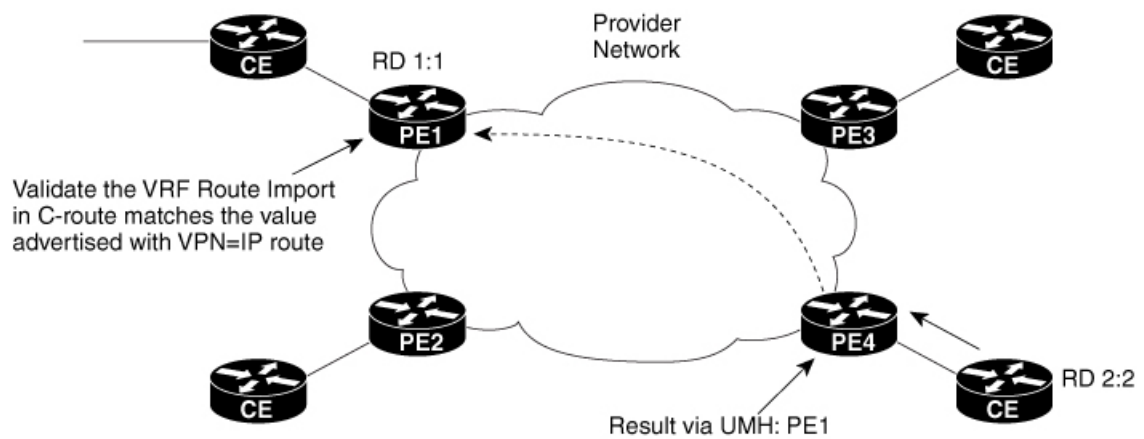 Provider
Network
CE
CE
RD 1:1
PE1
PE3
Validate the VRF Route Import
in C-route matches the value
advertised with VPN=IP route
PE2
PE4
CE
CE
RD 2:2
Result via UMH: PE1